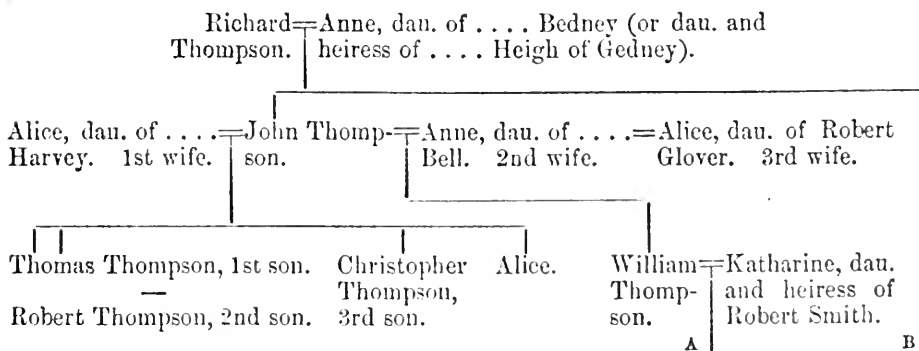 Richard=Anne, dau. of .... Bedney (or dau. and
Thompson. heiress of .... Heigh of Gedney).
Alice, dau. of ....=John Thomp-=Anne, dau. of ....=Alice, dau. of Robert
Harvey. 1st wife. son. Bell. 2nd wife. Glover. 3rd wife.
Thomas Thompson, 1st son. Christopher Alice. William=Katharine, dau.
— Thompson, Thomp- and heiress of
Robert Thompson, 2nd son. 3rd son. son. Robert Smith.
A B